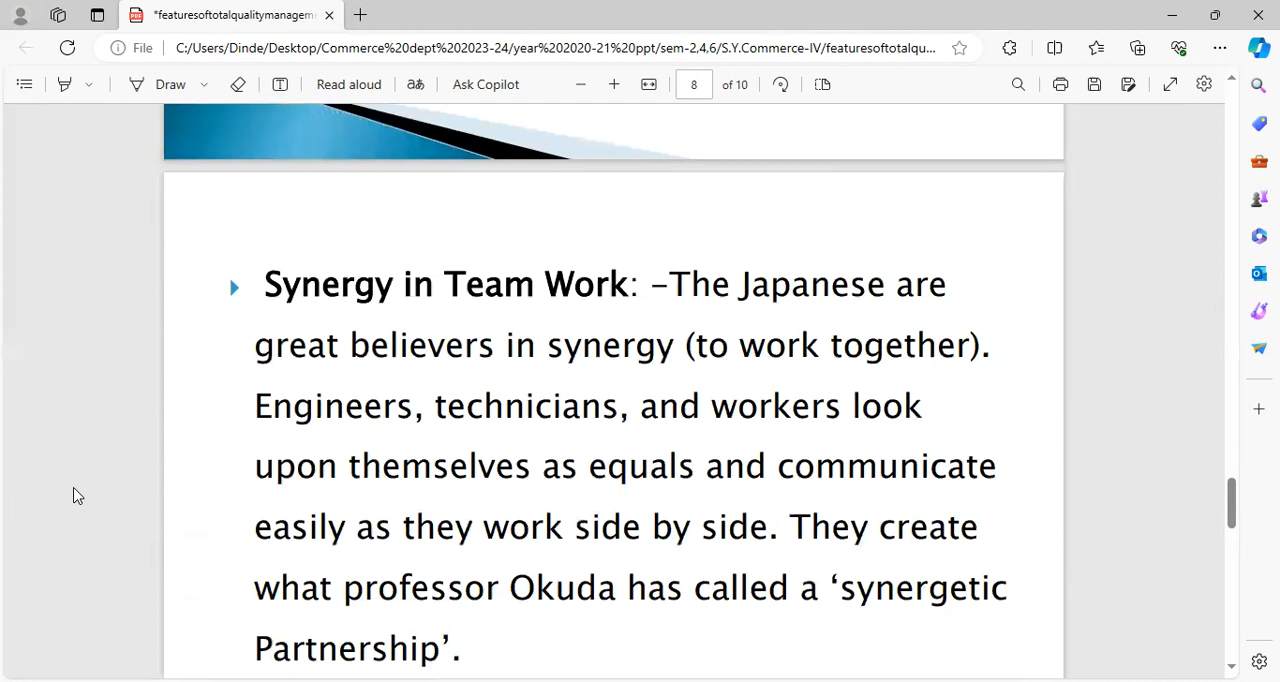 *featuresoftotalqualitymanagem
File
C:/Users/Dinde/Desktop/Commerce%20dept%202023-24/year%202020-21%20ppt/sem-2,4,6/S.Y.Commerce-IV/featuresoftotalqu...
Draw
Read aloud
aあ
Ask Copilot
8 of 10
Synergy in Team Work: -The Japanese are
great believers in synergy (to work together).
Engineers, technicians, and workers look
upon themselves as equals and communicate
easily as they work side by side. They create
what professor Okuda has called a ‘synergetic
Partnership’.